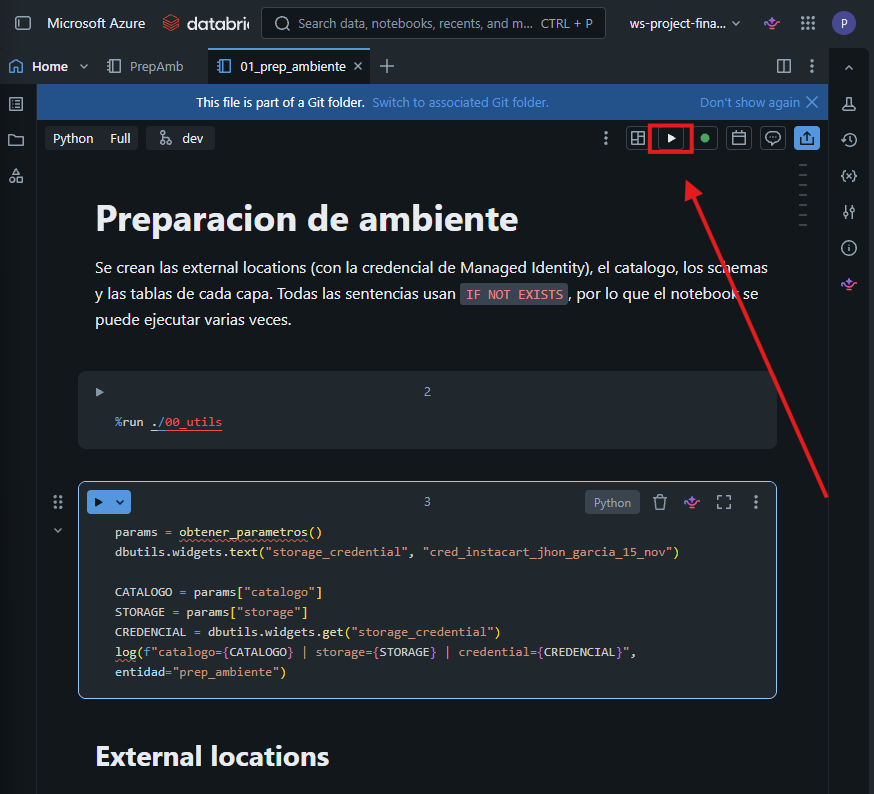 Microsoft Azure
databri
Search data, notebooks, recents, and m... CTRL + P
ws-project-fina...
P
Home
PrepAmb
01_prep_ambiente
This file is part of a Git folder. Switch to associated Git folder.
Don't show again
Python
Full
dev
Preparacion de ambiente
Se crean las external locations (con la credencial de Managed Identity), el catalogo, los schemas
y las tablas de cada capa. Todas las sentencias usan IF NOT EXISTS, por lo que el notebook se
puede ejecutar varias veces.
2
%run ./00_utils
3
Python
params = obtener_parametros()
dbutils.widgets.text("storage_credential", "cred_instacart_jhon_garcia_15_nov")
CATALOGO = params["catalogo"]
STORAGE = params["storage"]
CREDENCIAL = dbutils.widgets.get("storage_credential")
log(f"catalogo={CATALOGO} | storage={STORAGE} | credential={CREDENCIAL}",
entidad="prep_ambiente")
External locations